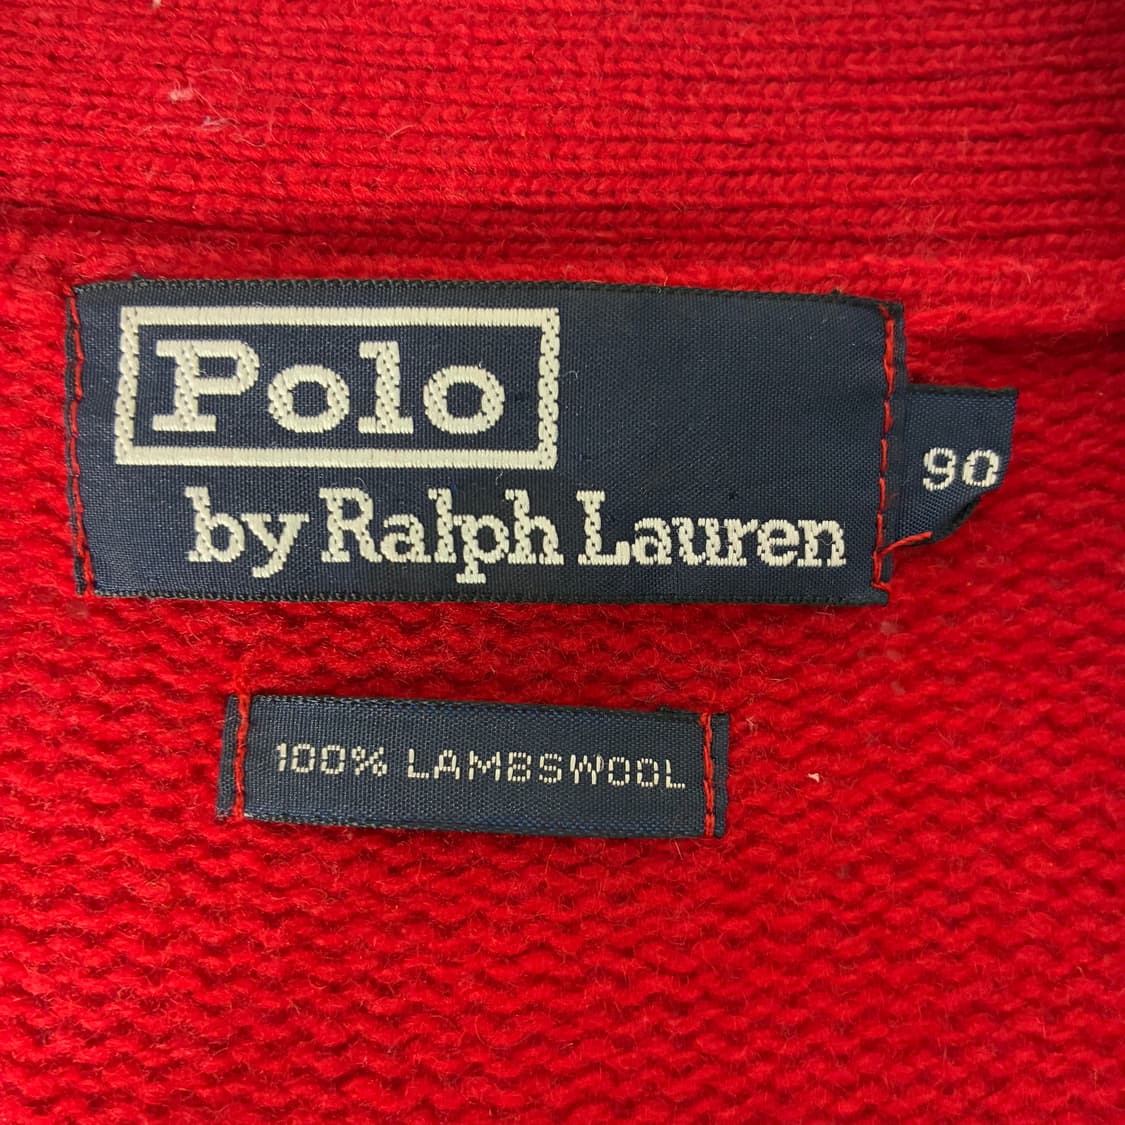 Polo
by Ralph Lauren
90
100% LAMBSWOOL